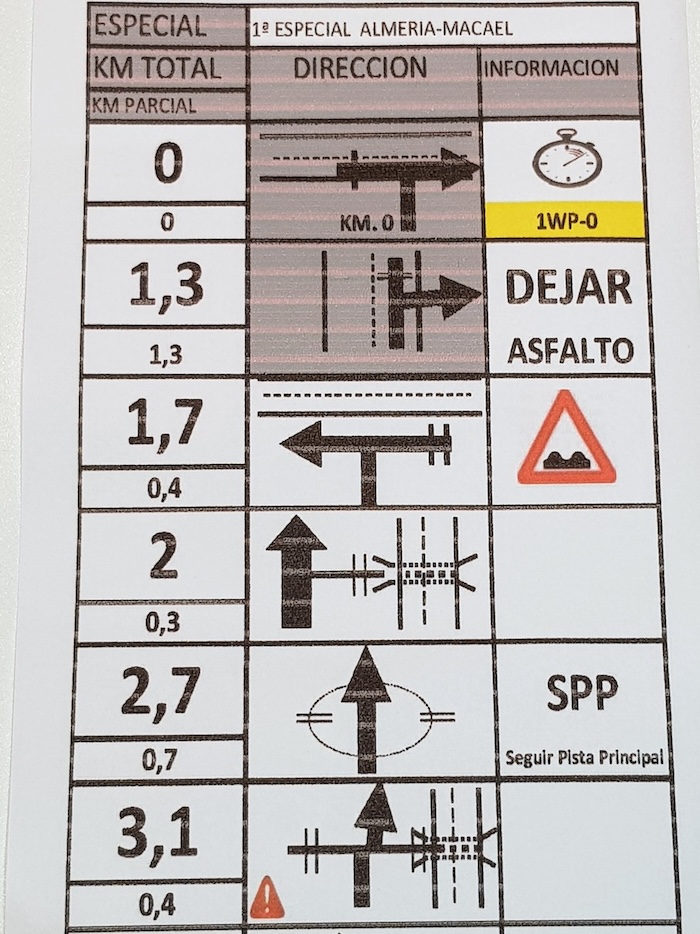 ESPECIAL
1ª ESPECIAL ALMERIA-MACAEL
KM TOTAL
DIRECCION
INFORMACION
KM PARCIAL
0
0
KM. 0
1WP-0
1,3
1,3
DEJAR
ASFALTO
1,7
0,4
2
0,3
2,7
0,7
SPP
Seguir Pista Principal
3,1
0,4
!